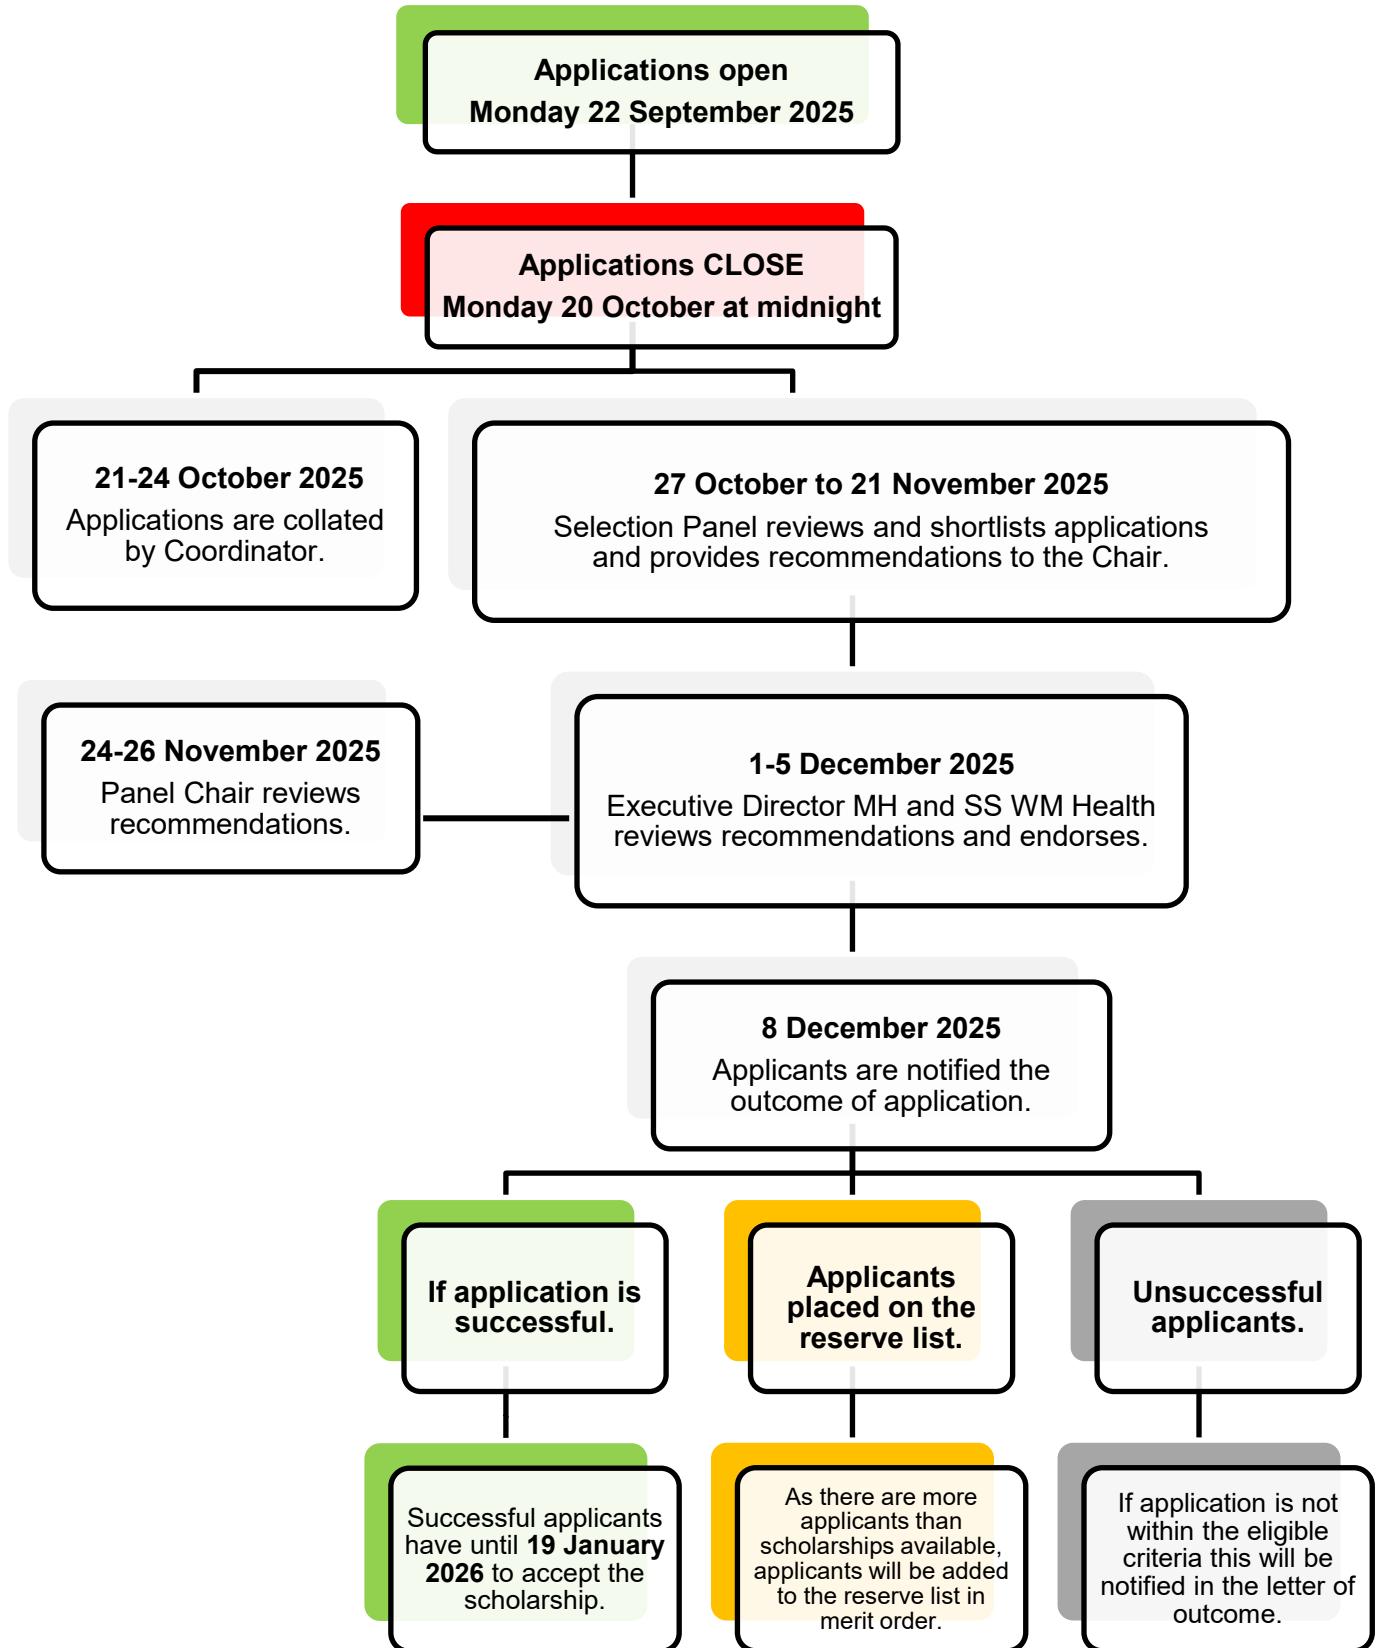 Applications open
Monday 22 September 2025
Applications CLOSE
Monday 20 October at midnight
21-24 October 2025
Applications are collated
by Coordinator.
27 October to 21 November 2025
Selection Panel reviews and shortlists applications
and provides recommendations to the Chair.
24-26 November 2025
Panel Chair reviews
recommendations.
1-5 December 2025
Executive Director MH and SS WM Health
reviews recommendations and endorses.
8 December 2025
Applicants are notified the
outcome of application.
If application is
successful.
Applicants
placed on the
reserve list.
Unsuccessful
applicants.
Successful applicants
have until 19 January
2026 to accept the
scholarship.
As there are more
applicants than
scholarships available,
applicants will be added
to the reserve list in
merit order.
If application is not
within the eligible
criteria this will be
notified in the letter of
outcome.